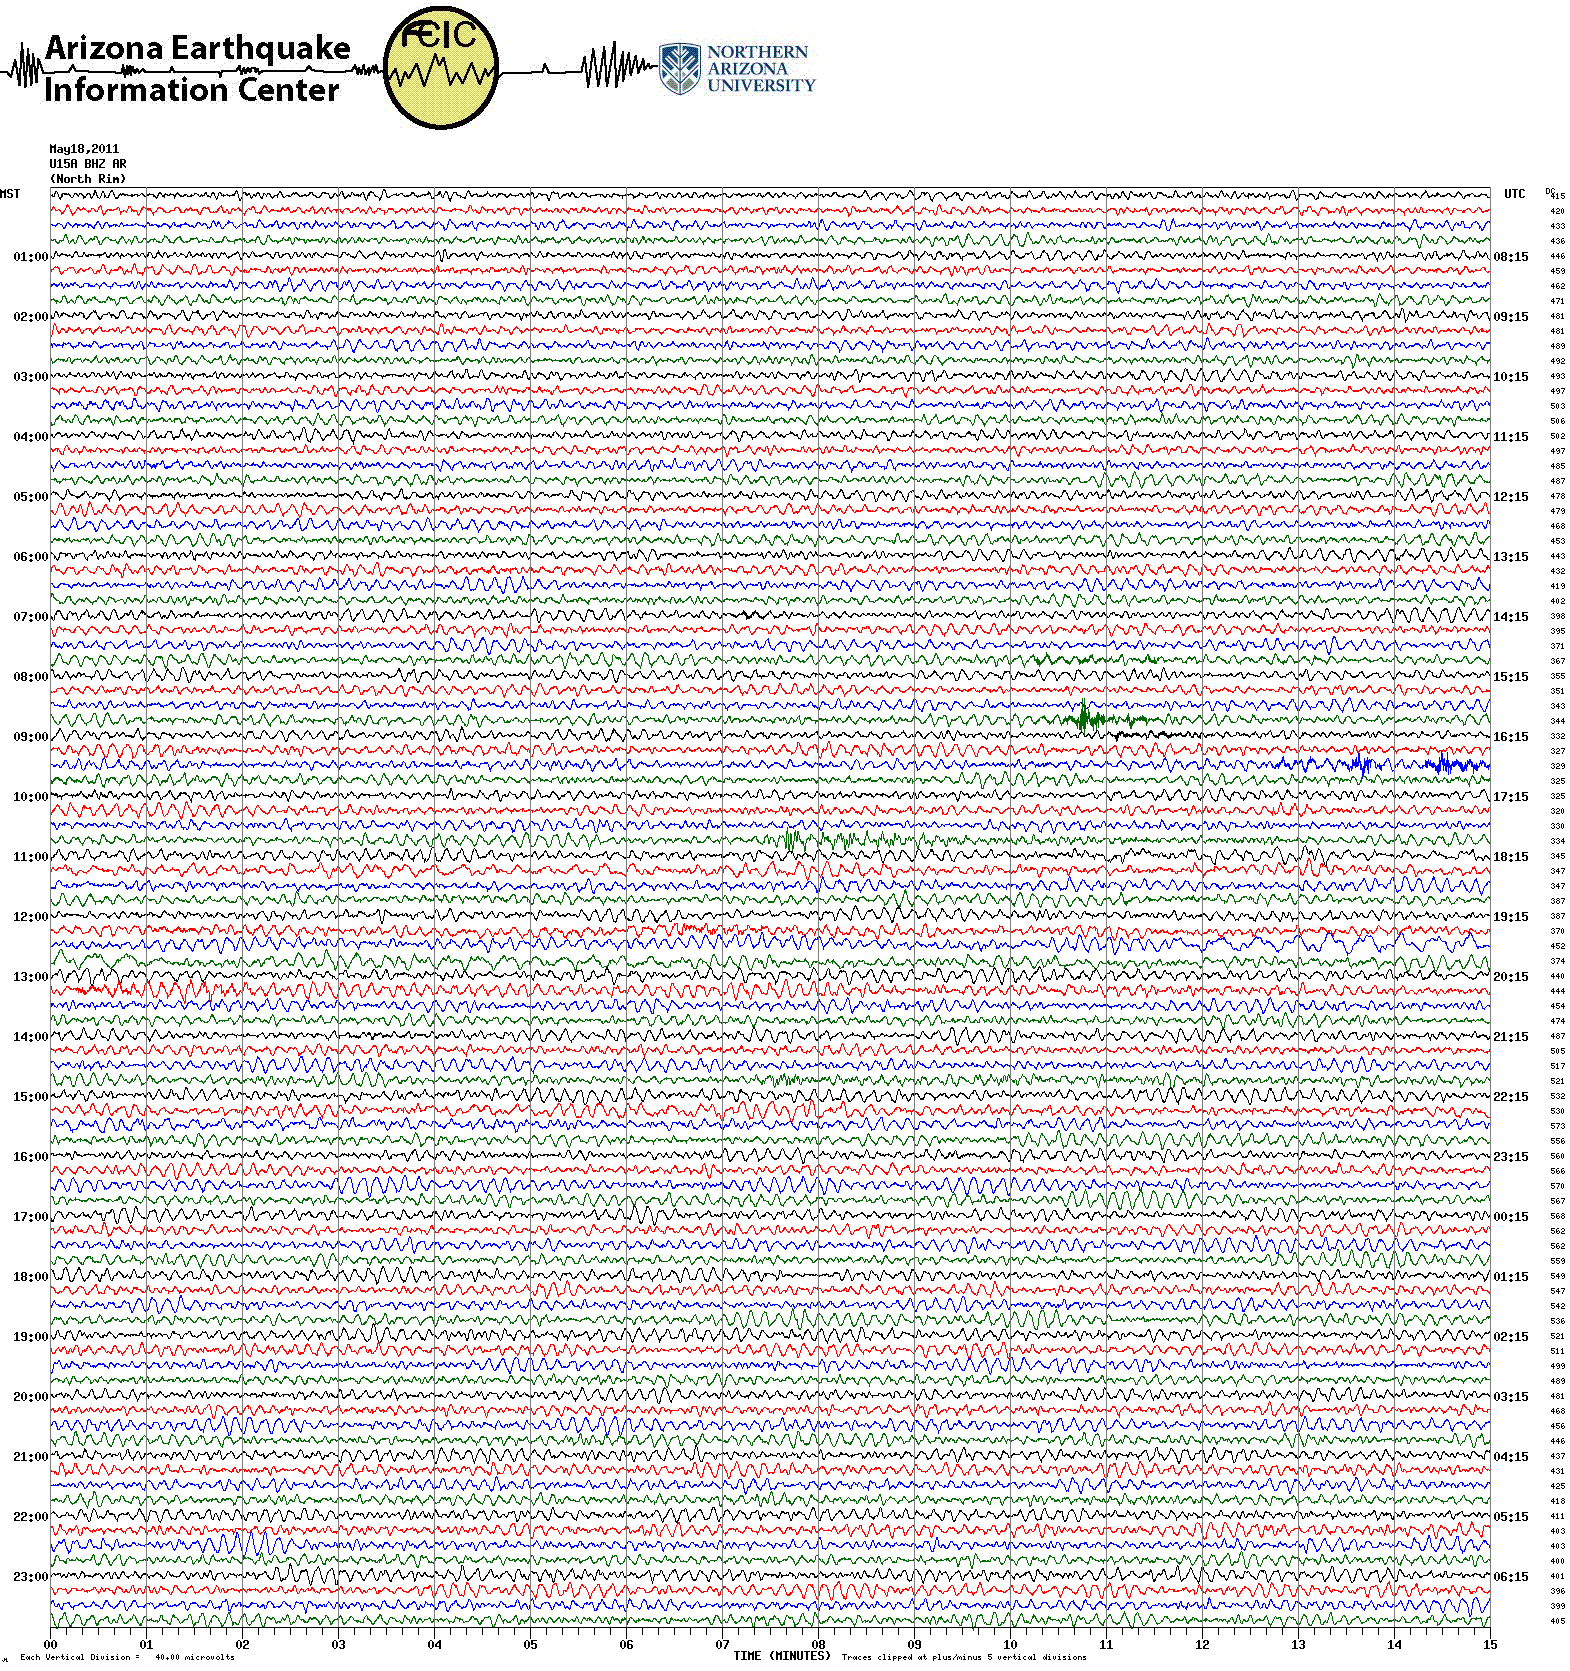 Arizona Earthquake
Information Center
ÆEIC
NORTHERN
ARIZONA
UNIVERSITY
May18,2011
U15A BHZ AR
(North Rim)
MST UTC DC
415
420
433
436
01:00 08:15 446
459
462
471
02:00 09:15 481
481
489
492
03:00 10:15 493
497
503
506
04:00 11:15 502
497
485
487
05:00 12:15 478
479
468
453
06:00 13:15 443
432
419
402
07:00 14:15 398
395
371
367
08:00 15:15 355
351
343
344
09:00 16:15 332
327
329
325
10:00 17:15 325
320
330
334
11:00 18:15 345
347
347
387
12:00 19:15 387
370
452
374
13:00 20:15 440
444
454
474
14:00 21:15 487
505
517
521
15:00 22:15 532
530
573
556
16:00 23:15 560
566
570
567
17:00 00:15 568
562
562
559
18:00 01:15 549
547
542
536
19:00 02:15 521
511
499
489
20:00 03:15 481
468
456
446
21:00 04:15 437
431
425
418
22:00 05:15 411
403
403
400
23:00 06:15 401
396
399
405
00 01 02 03 04 05 06 07 08 09 10 11 12 13 14 15
TIME (MINUTES)
Each Vertical Division = 40.00 microvolts
Traces clipped at plus/minus 5 vertical divisions